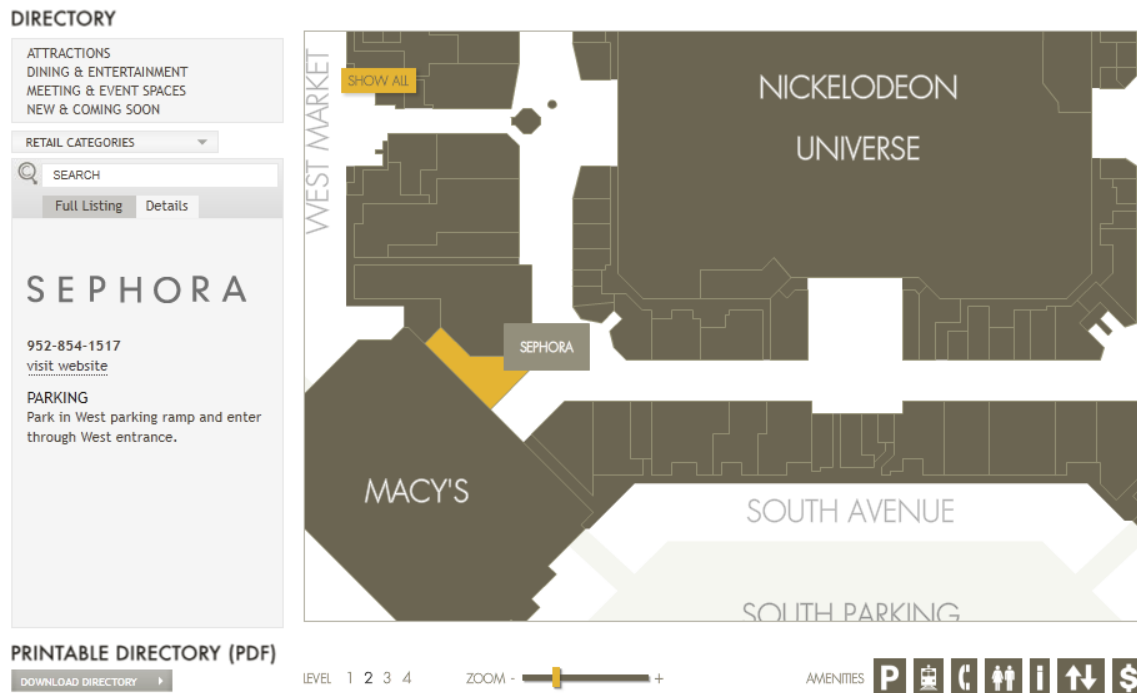 DIRECTORY
ATTRACTIONS
DINING & ENTERTAINMENT
MEETING & EVENT SPACES
NEW & COMING SOON
RETAIL CATEGORIES
SEARCH
Full Listing Details
SEPHORA
952-854-1517
visit website
PARKING
Park in West parking ramp and enter
through West entrance.
PRINTABLE DIRECTORY (PDF)
DOWNLOAD DIRECTORY
WEST MARKET
SHOW ALL
NICKELODEON
UNIVERSE
SEPHORA
MACY'S
SOUTH AVENUE
SOUTH PARKING
LEVEL 1 2 3 4 ZOOM - + AMENITIES P i $